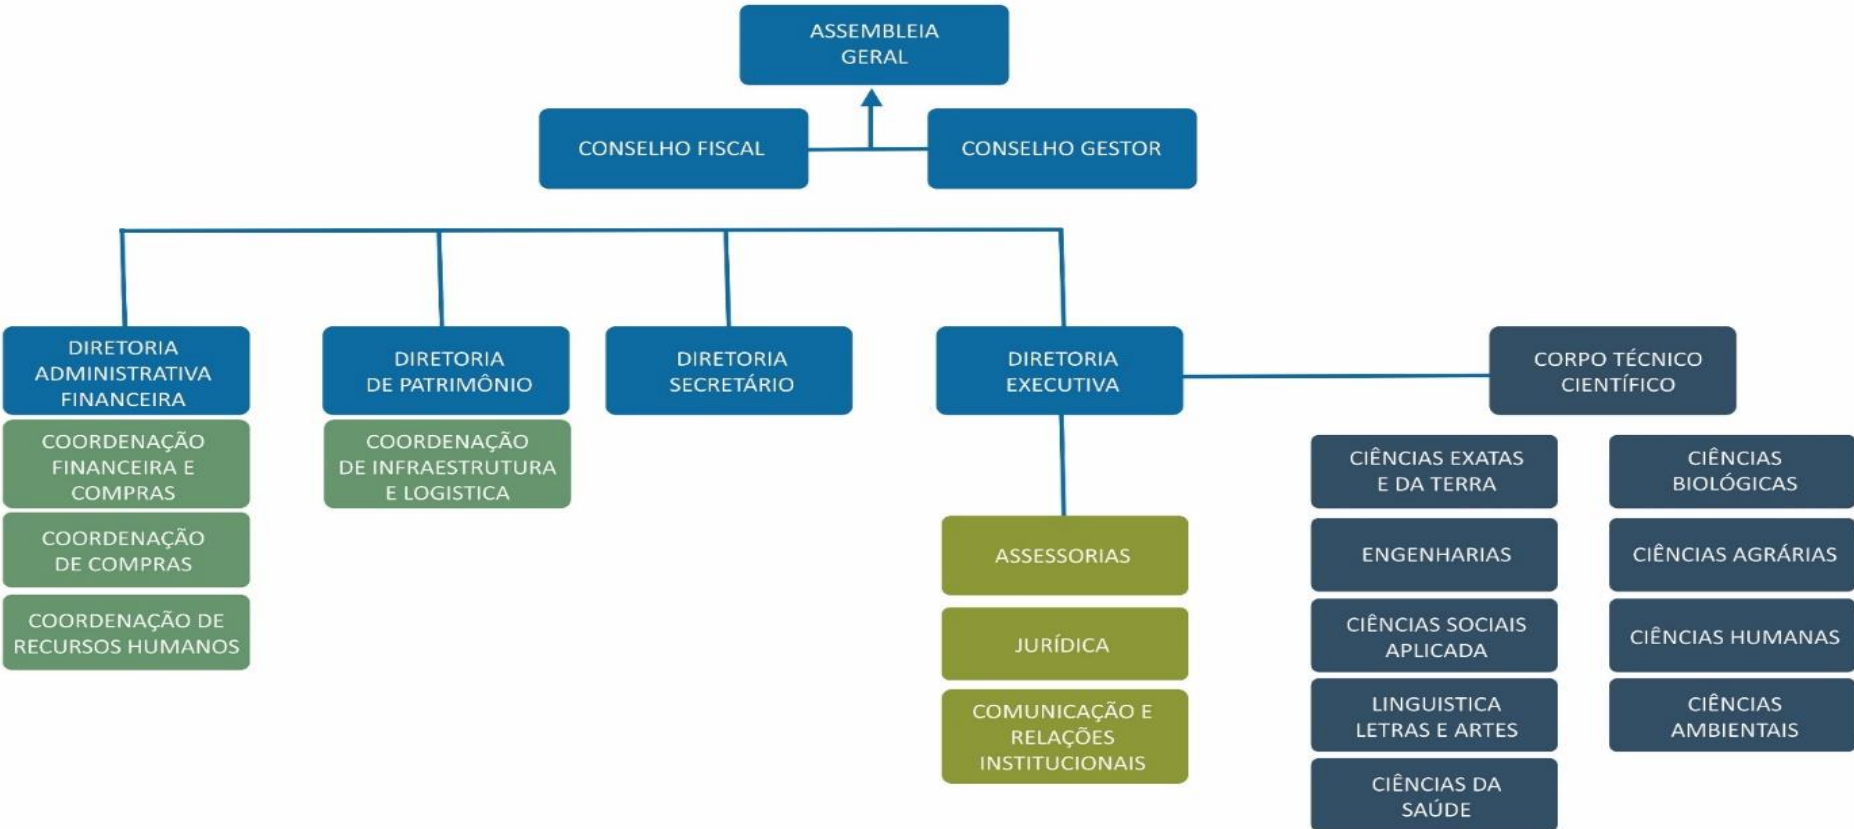 ASSEMBLEIA
GERAL
CONSELHO FISCAL
CONSELHO GESTOR
DIRETORIA
ADMINISTRATIVA
FINANCEIRA
COORDENAÇÃO
FINANCEIRA E
COMPRAS
COORDENAÇÃO
DE COMPRAS
COORDENAÇÃO DE
RECURSOS HUMANOS
DIRETORIA
DE PATRIMÔNIO
COORDENAÇÃO
DE INFRAESTRUTURA
E LOGISTICA
DIRETORIA
SECRETÁRIO
DIRETORIA
EXECUTIVA
ASSESSORIAS
JURÍDICA
COMUNICAÇÃO E
RELAÇÕES
INSTITUCIONAIS
CORPO TÉCNICO
CIENTÍFICO
CIÊNCIAS EXATAS
E DA TERRA
ENGENHARIAS
CIÊNCIAS SOCIAIS
APLICADA
LINGUISTICA
LETRAS E ARTES
CIÊNCIAS DA
SAÚDE
CIÊNCIAS
BIOLÓGICAS
CIÊNCIAS AGRÁRIAS
CIÊNCIAS HUMANAS
CIÊNCIAS
AMBIENTAIS